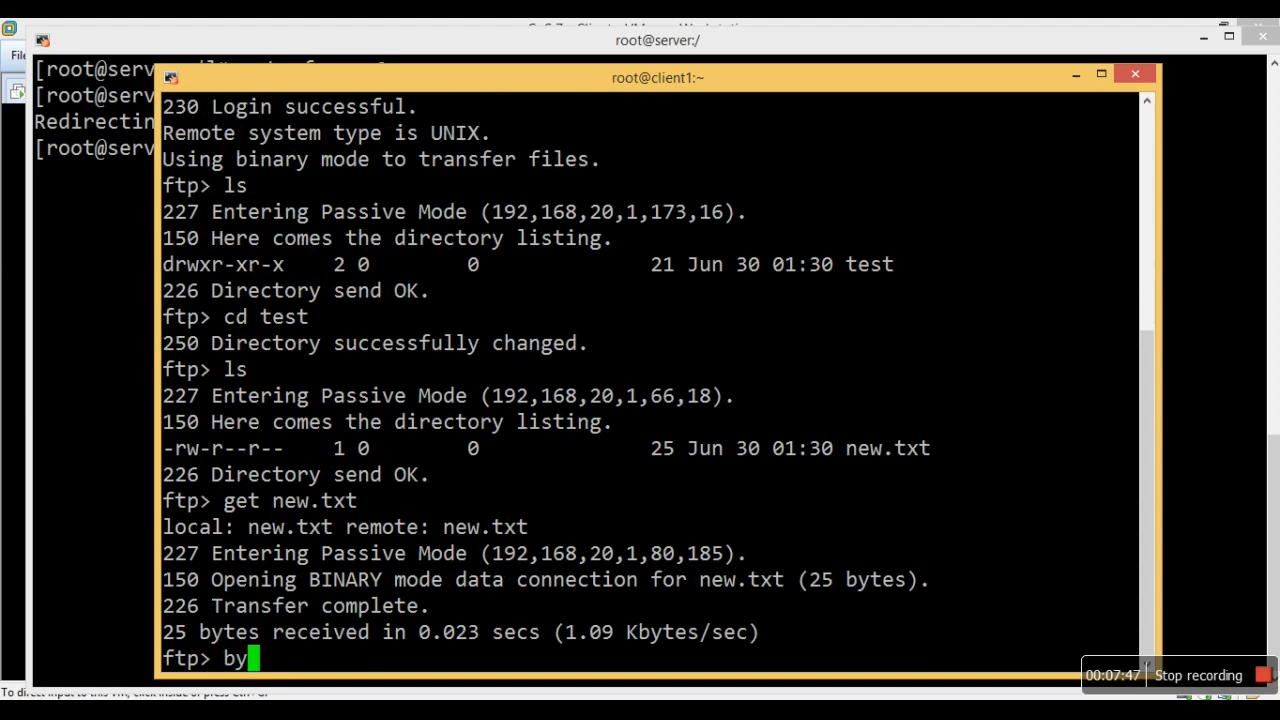 root@server:/
File
[root@serv
[root@serv
Redirectin
[root@serv
root@client1:~
230 Login successful.
Remote system type is UNIX.
Using binary mode to transfer files.
ftp> ls
227 Entering Passive Mode (192,168,20,1,173,16).
150 Here comes the directory listing.
drwxr-xr-x 2 0 0 21 Jun 30 01:30 test
226 Directory send OK.
ftp> cd test
250 Directory successfully changed.
ftp> ls
227 Entering Passive Mode (192,168,20,1,66,18).
150 Here comes the directory listing.
-rw-r--r-- 1 0 0 25 Jun 30 01:30 new.txt
226 Directory send OK.
ftp> get new.txt
local: new.txt remote: new.txt
227 Entering Passive Mode (192,168,20,1,80,185).
150 Opening BINARY mode data connection for new.txt (25 bytes).
226 Transfer complete.
25 bytes received in 0.023 secs (1.09 Kbytes/sec)
ftp> by
00:07:47 Stop recording